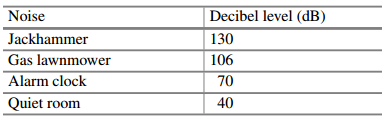 Noise Decibel level (dB)
Jackhammer 130
Gas lawnmower 106
Alarm clock 70
Quiet room 40